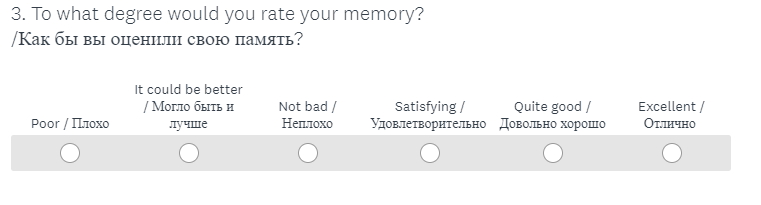 3. To what degree would you rate your memory?
/Как бы вы оценили свою память?
Poor / Плохо
It could be better
/ Могло быть и
лучше
Not bad /
Неплохо
Satisfying /
Удовлетворительно
Quite good /
Довольно хорошо
Excellent /
Отлично